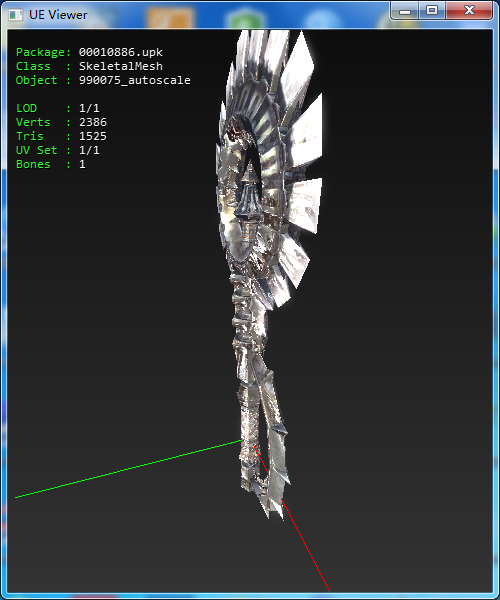 UE Viewer
Package: 00010886.upk
Class  : SkeletalMesh
Object : 990075_autoscale
LOD    : 1/1
Verts  : 2386
Tris   : 1525
UV Set : 1/1
Bones  : 1